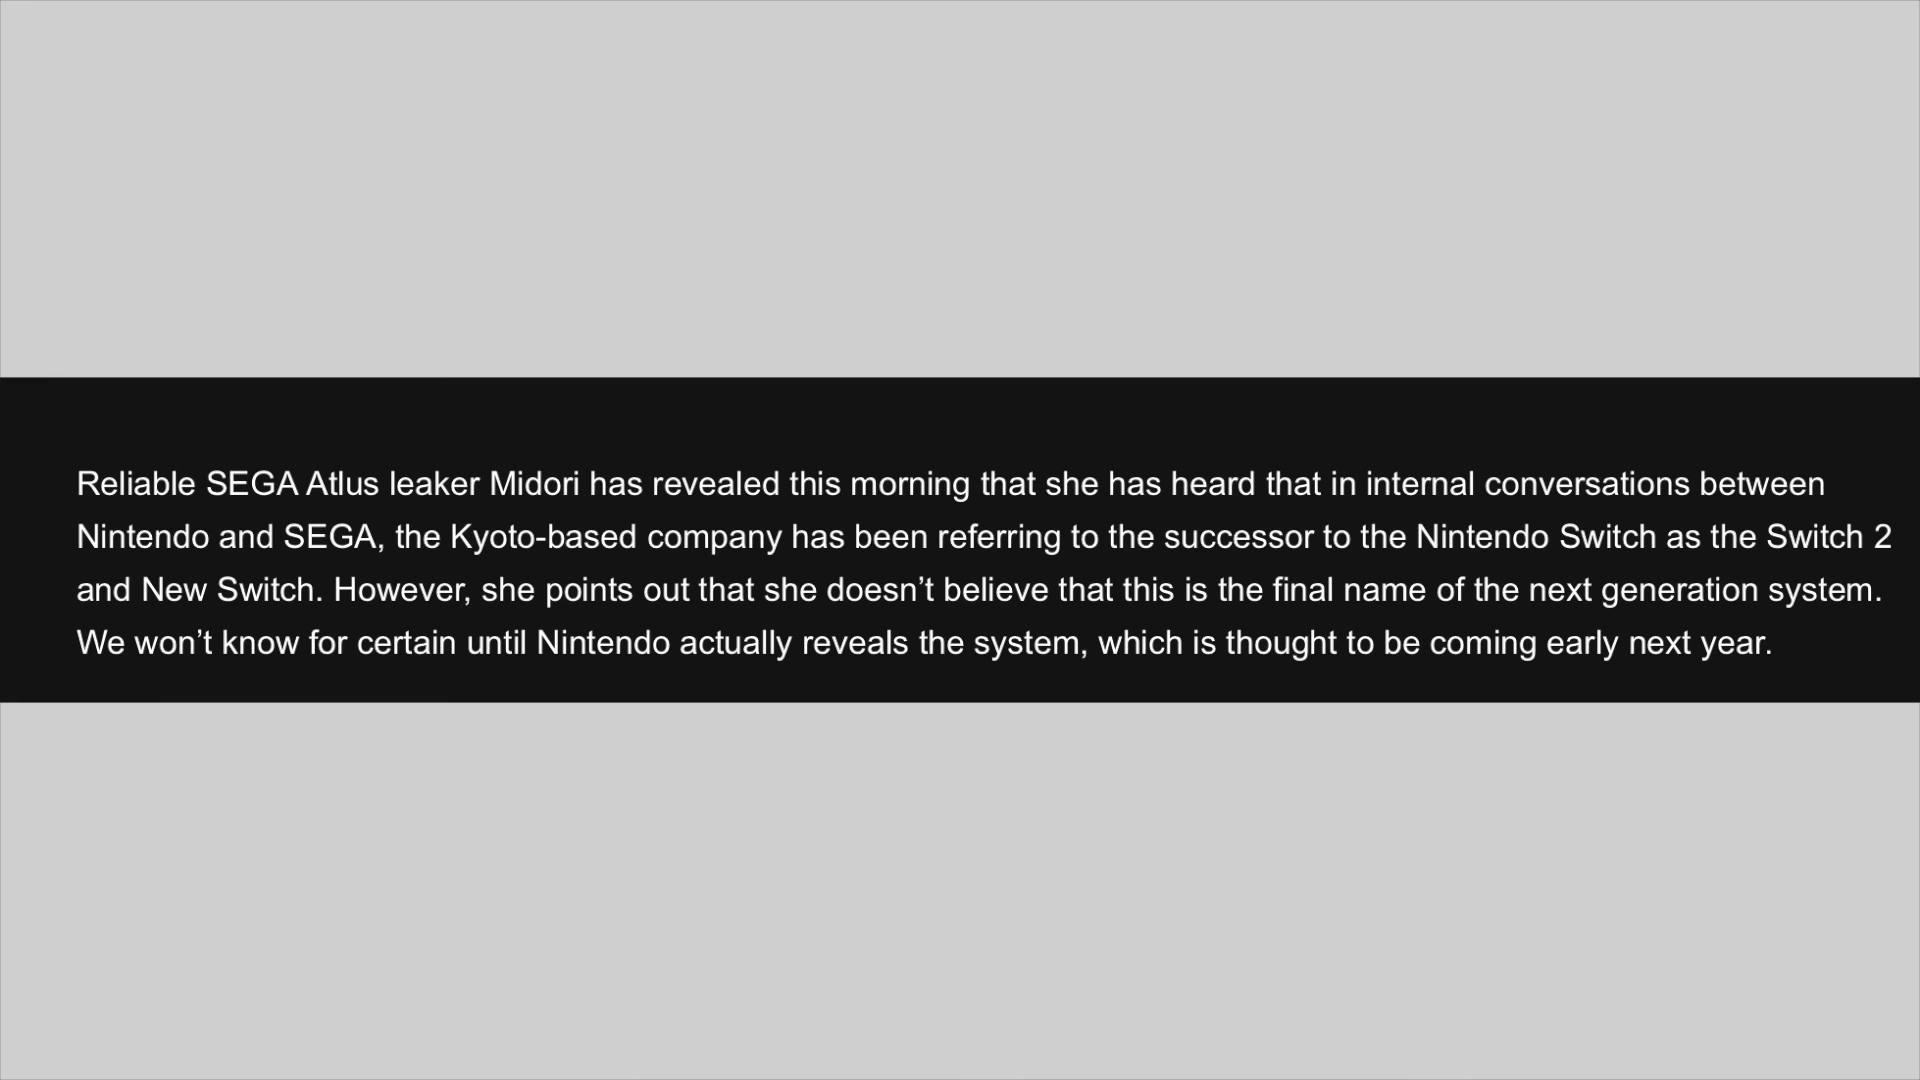 Reliable SEGA Atlus leaker Midori has revealed this morning that she has heard that in internal conversations between
Nintendo and SEGA, the Kyoto-based company has been referring to the successor to the Nintendo Switch as the Switch 2
and New Switch. However, she points out that she doesn’t believe that this is the final name of the next generation system.
We won’t know for certain until Nintendo actually reveals the system, which is thought to be coming early next year.